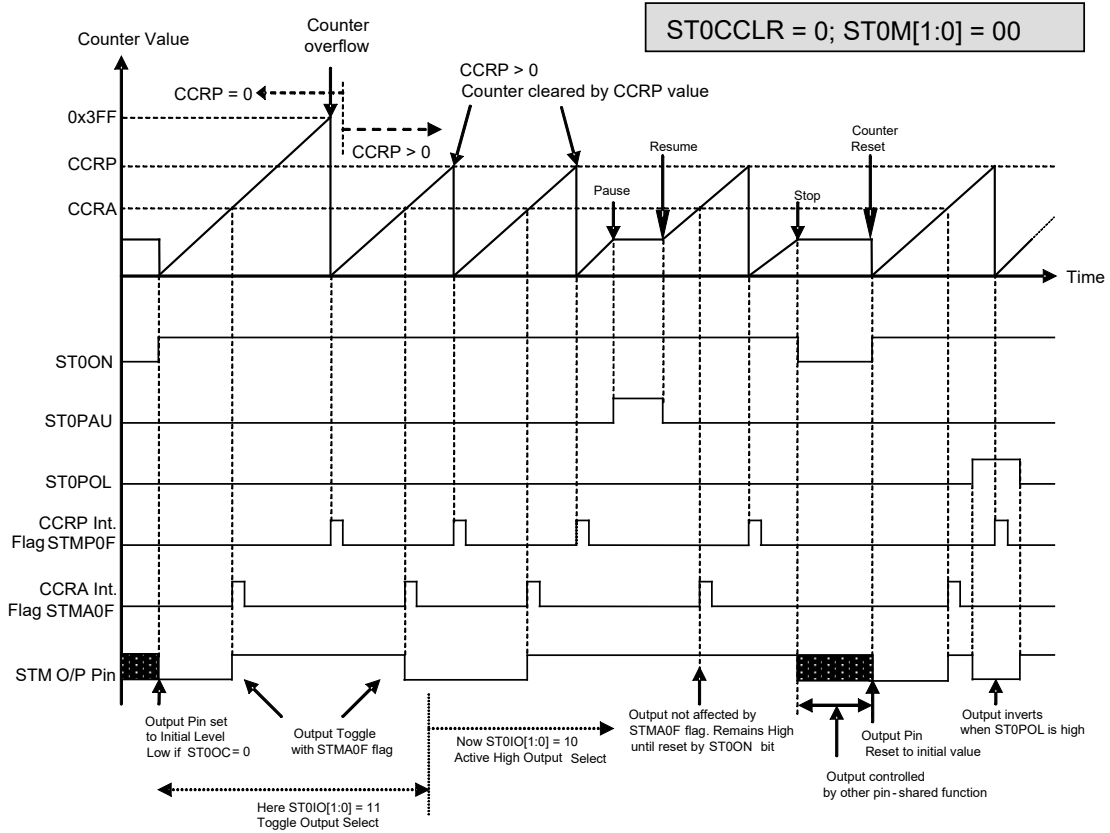 ST0CCLR = 0; ST0M[1:0] = 00
Counter Value
Counter
overflow
CCRP = 0
CCRP > 0
CCRP > 0
Counter cleared by CCRP value
0x3FF
CCRP
CCRA
Pause
Resume
Stop
Counter
Reset
Time
ST0ON
ST0PAU
ST0POL
CCRP Int.
Flag STMP0F
CCRA Int.
Flag STMA0F
STM O/P Pin
Output Pin set
to Initial Level
Low if ST0OC = 0
Output Toggle
with STMA0F flag
Now ST0IO[1:0] = 10
Active High Output Select
Output not affected by
STMA0F flag. Remains High
until reset by ST0ON bit
Output Pin
Reset to initial value
Output inverts
when ST0POL is high
Output controlled
by other pin-shared function
Here ST0IO[1:0] = 11
Toggle Output Select